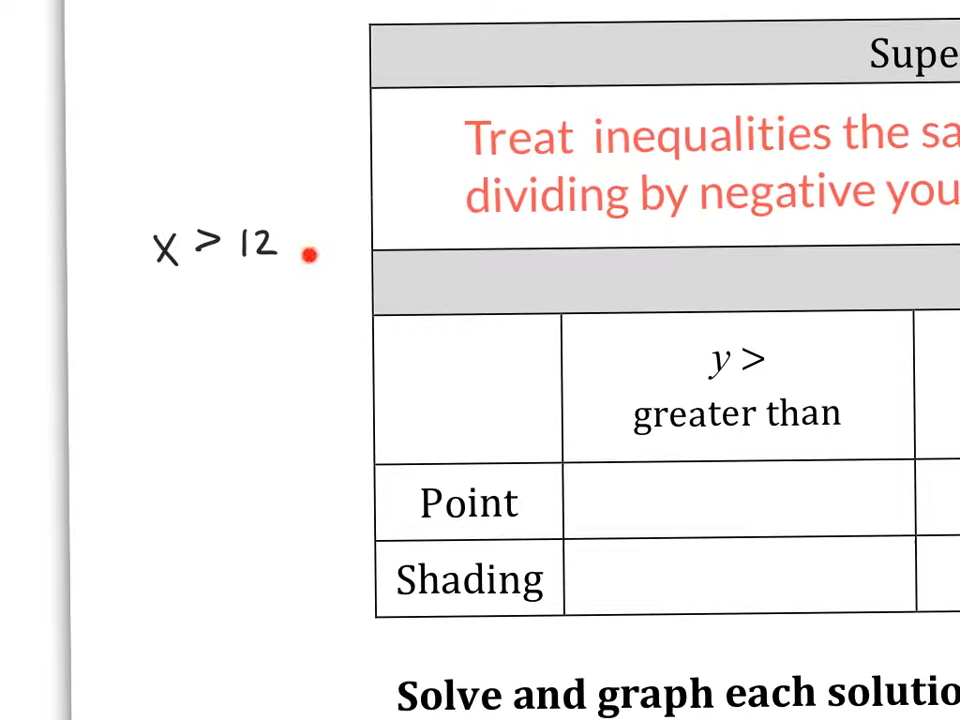 Supe
Treat inequalities the sa
dividing by negative you
x > 12
y >
greater than
Point
Shading
Solve and graph each solutio